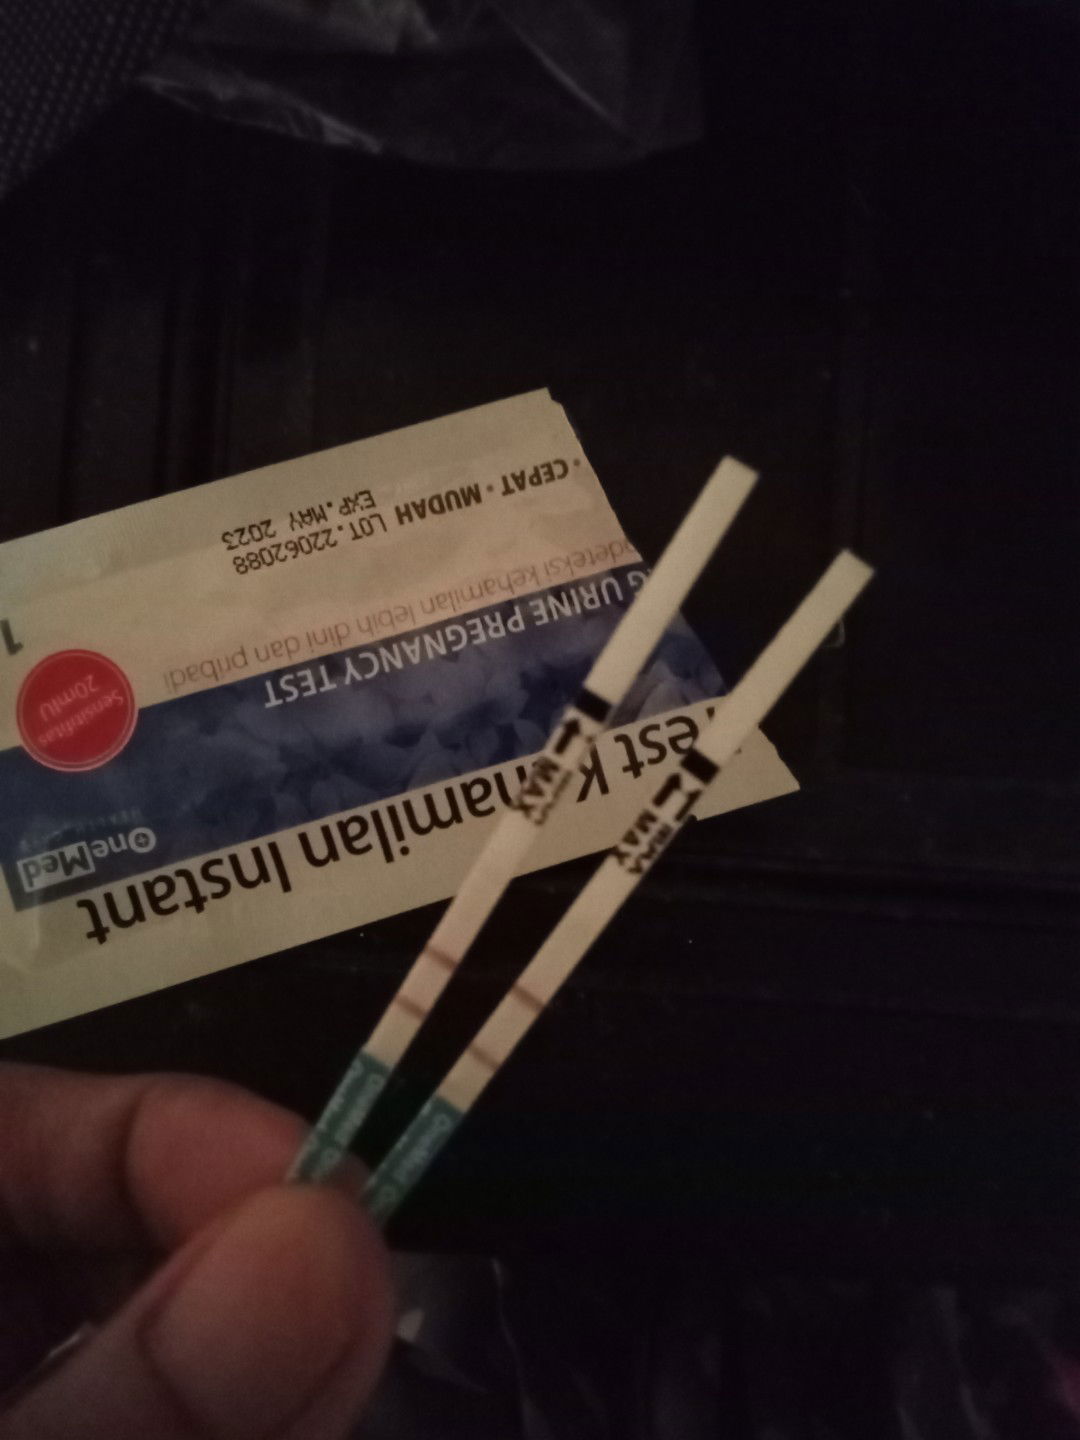 Test Kehamilan Instant
OneMed
URINE PREGNANCY TEST
kehamilan lebih dini dan pribadi
Sensitifitas
20mIU
1
• CEPAT • MUDAH
LOT.22062088
EXP.MAY 2023
MAX
MAX